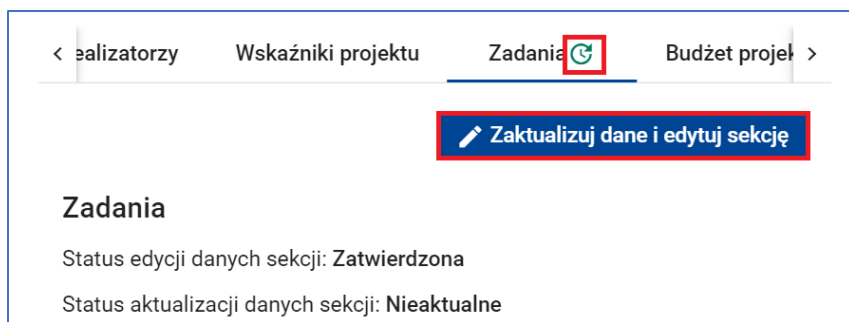 ealizatorzy Wskaźniki projektu Zadania Budżet projek
Zaktualizuj dane i edytuj sekcję
Zadania
Status edycji danych sekcji: Zatwierdzona
Status aktualizacji danych sekcji: Nieaktualne